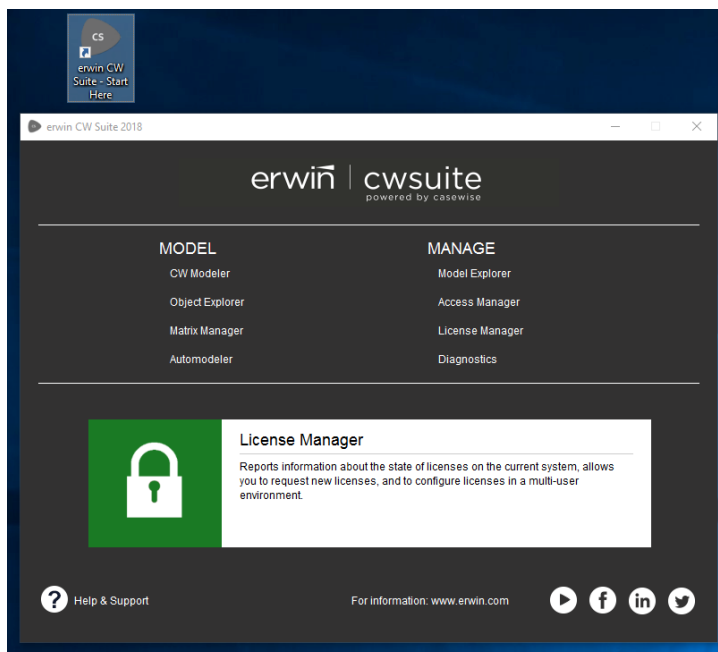 CS
erwin CW
Suite - Start
Here
erwin CW Suite 2018
erwin | cwsuite
powered by casewise
MODEL
MANAGE
CW Modeler
Model Explorer
Object Explorer
Access Manager
Matrix Manager
License Manager
Automodeler
Diagnostics
License Manager
Reports information about the state of licenses on the current system, allows
you to request new licenses, and to configure licenses in a multi-user
environment.
? Help & Support
For information: www.erwin.com
f
in